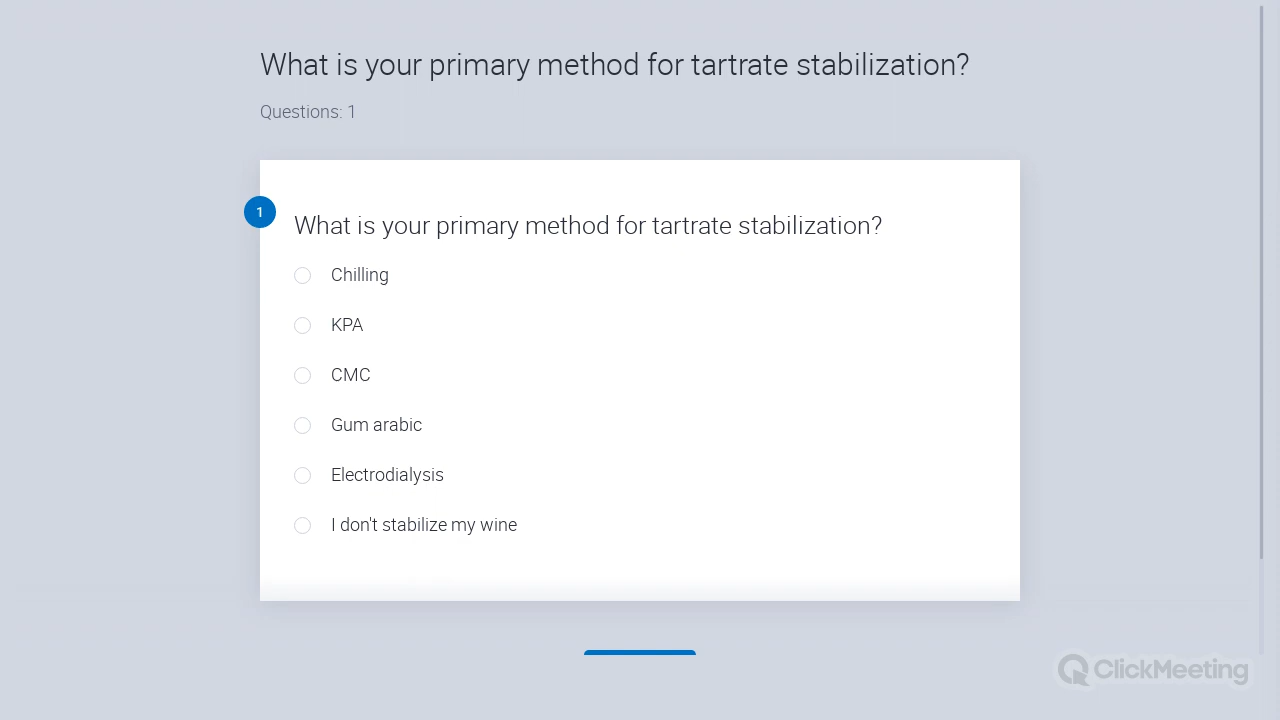 What is your primary method for tartrate stabilization?
Questions: 1
1
What is your primary method for tartrate stabilization?
Chilling
KPA
CMC
Gum arabic
Electrodialysis
I don't stabilize my wine
ClickMeeting